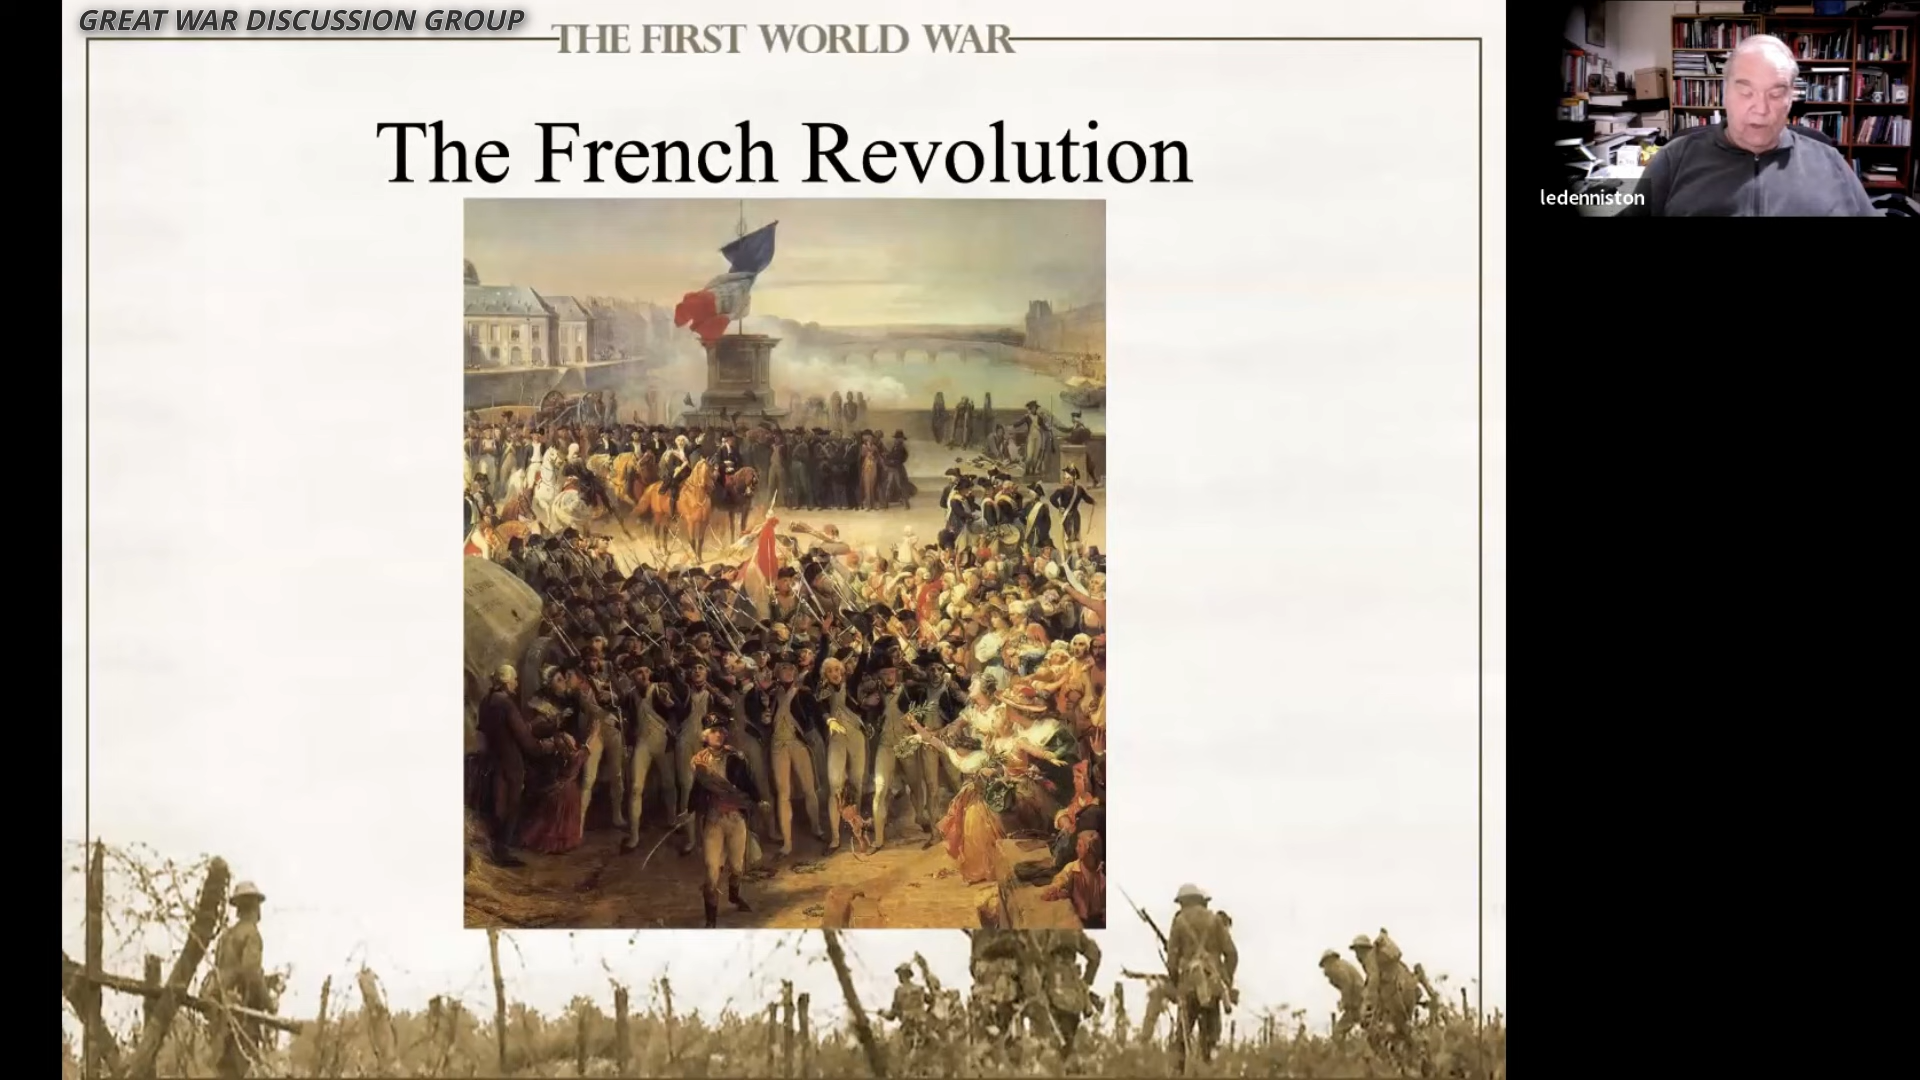 GREAT WAR DISCUSSION GROUP
THE FIRST WORLD WAR
The French Revolution
ledenniston